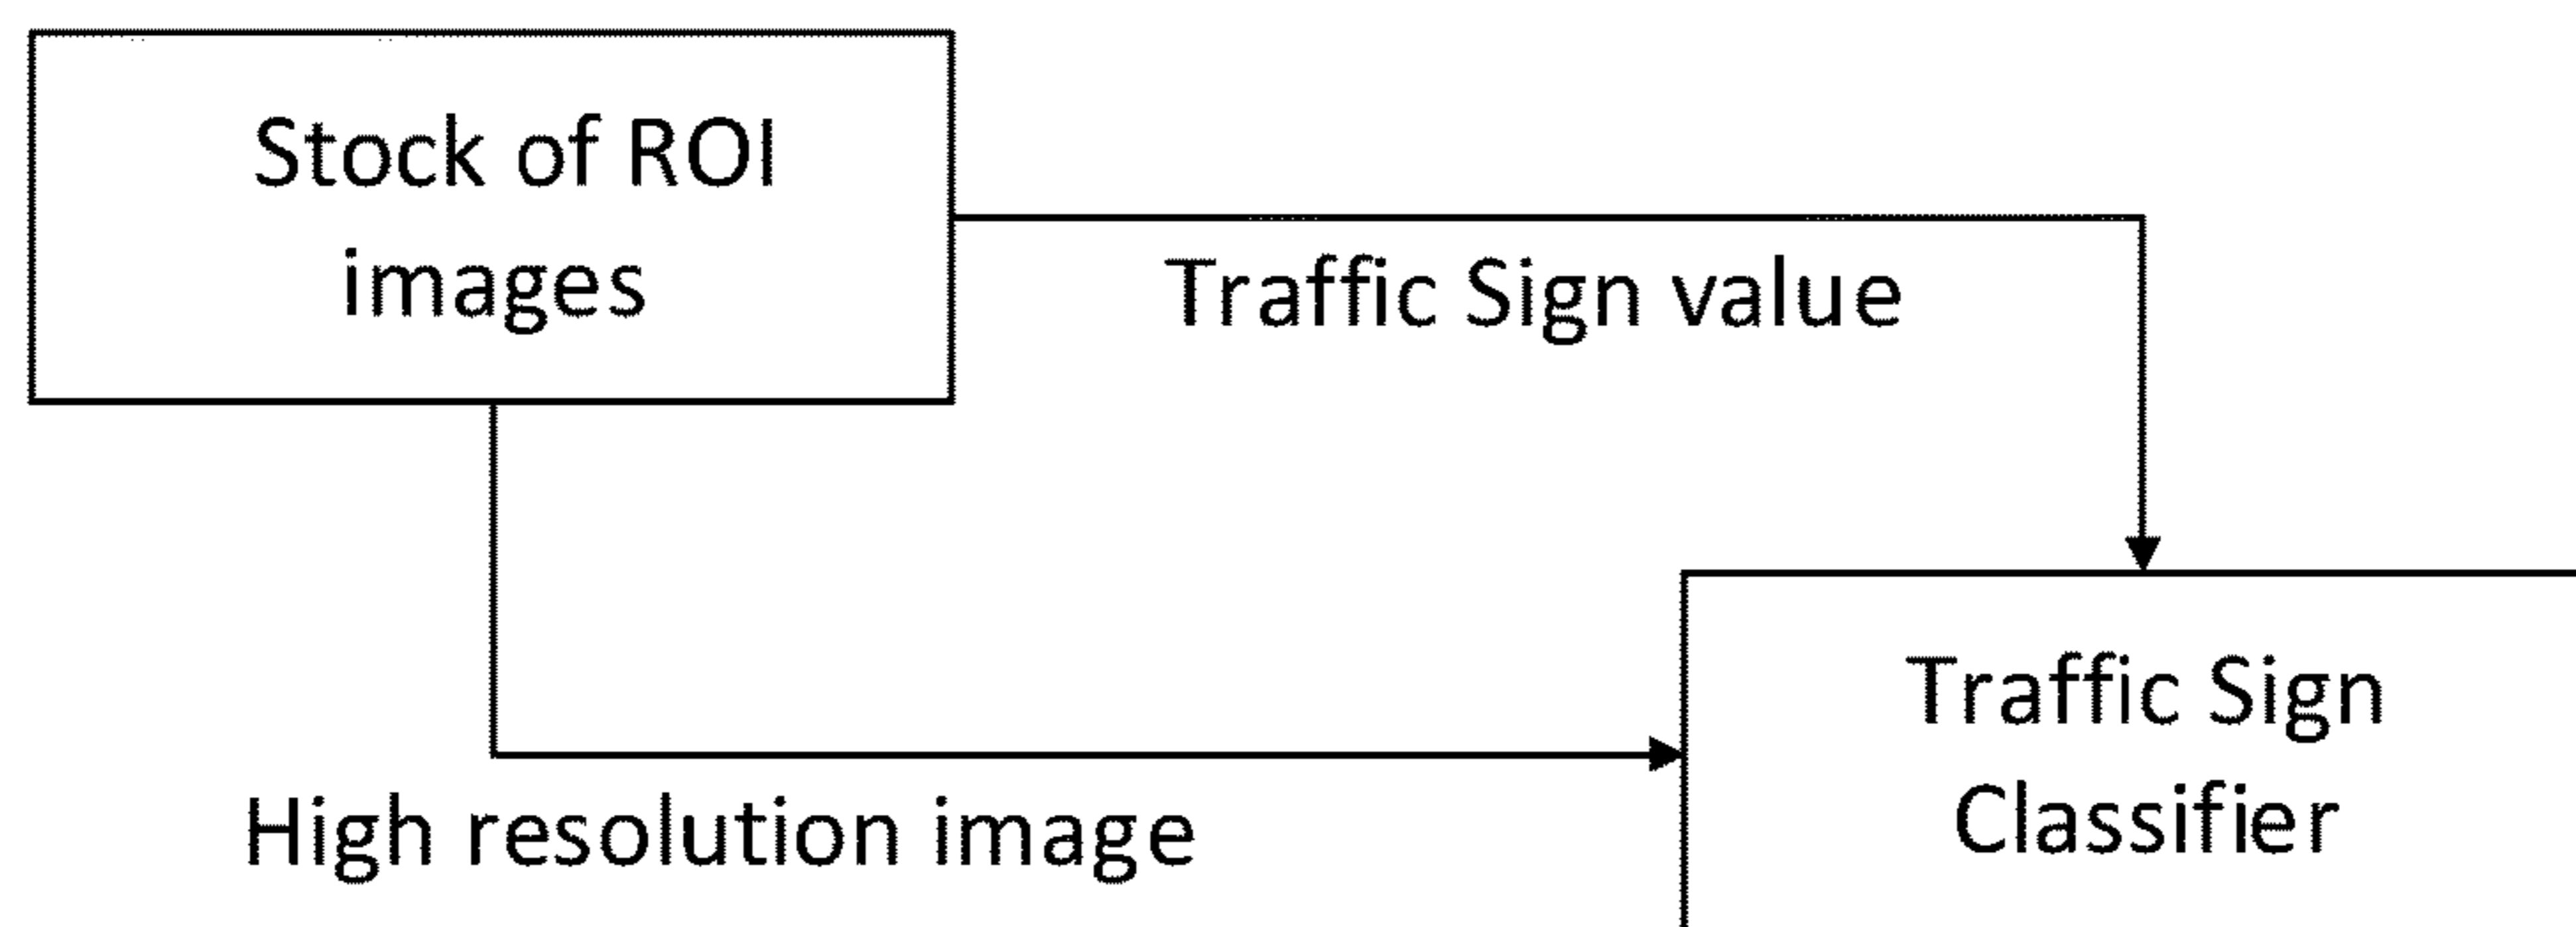 Stock of ROI
images
Traffic Sign value
Traffic Sign
Classifier
High resolution image